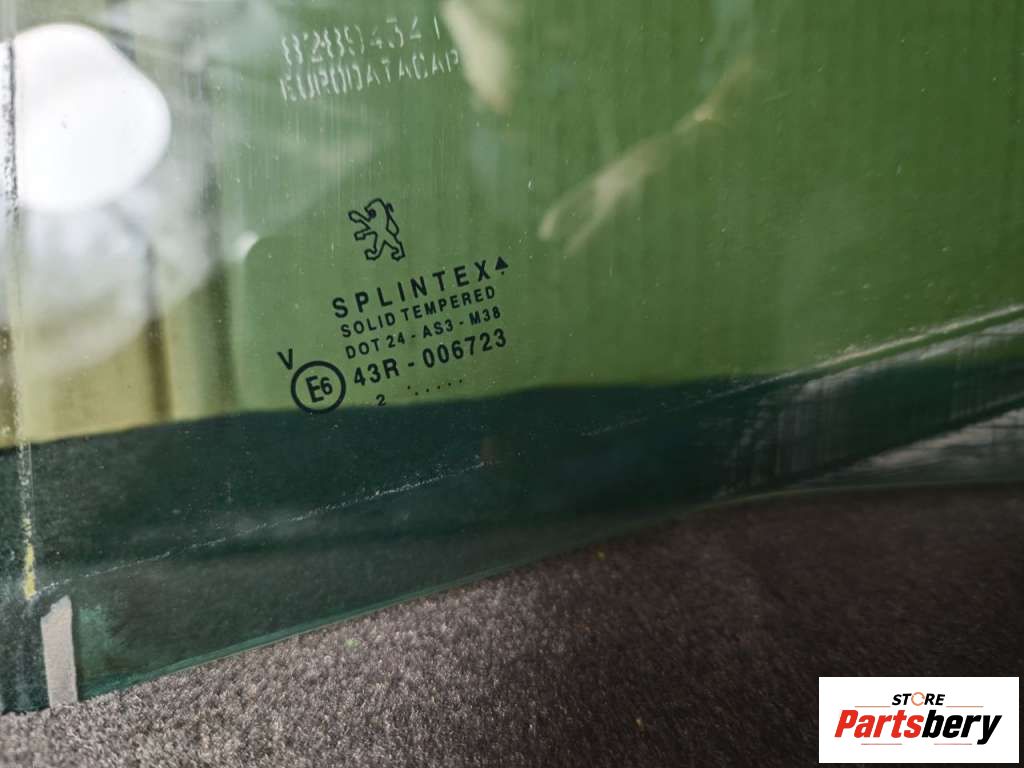 82894341
EURODATACAR
SPLINTEX
SOLID TEMPERED
DOT 24 - AS3 - M38
V E6 43R - 006723
2 ......
STORE
Partsbery